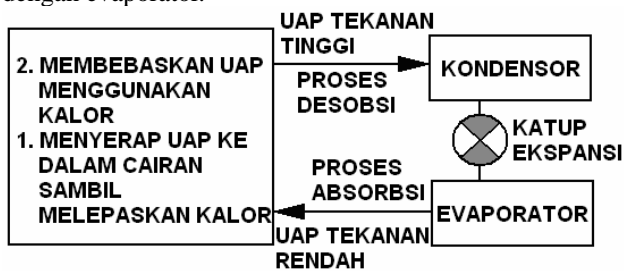 dengan evaporator.
UAP TEKANAN
TINGGI
2. MEMBEBASKAN UAP
MENGGUNAKAN
KALOR
1. MENYERAP UAP KE
DALAM CAIRAN
SAMBIL
MELEPASKAN KALOR
PROSES
DESOBSI
KONDENSOR
KATUP
EKSPANSI
PROSES
ABSORBSI
EVAPORATOR
UAP TEKANAN
RENDAH